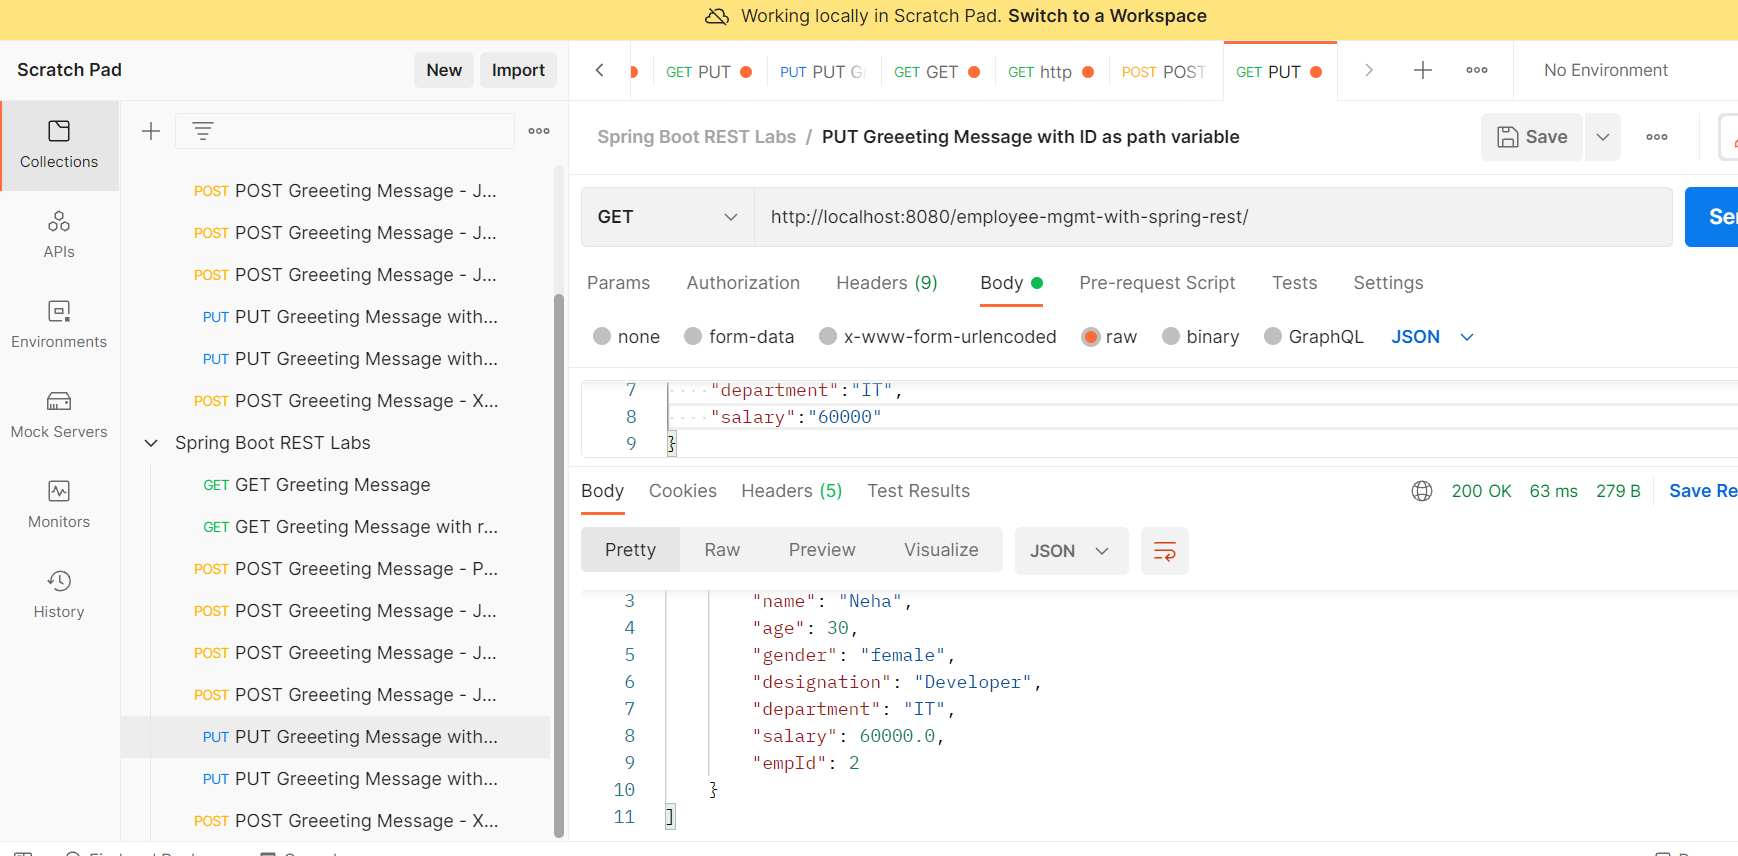 Working locally in Scratch Pad. Switch to a Workspace
Scratch Pad
New
Import
GET PUT
PUT PUT Gr
GET GET
GET http
POST POST
GET PUT
No Environment
Collections
APIs
Environments
Mock Servers
Monitors
History
POST POST Greeeting Message - J...
POST POST Greeeting Message - J...
POST POST Greeeting Message - J...
PUT PUT Greeeting Message with...
PUT PUT Greeeting Message with...
POST POST Greeeting Message - X...
Spring Boot REST Labs
GET GET Greeting Message
GET GET Greeting Message with r...
POST POST Greeeting Message - P...
POST POST Greeeting Message - J...
POST POST Greeeting Message - J...
POST POST Greeeting Message - J...
PUT PUT Greeeting Message with...
PUT PUT Greeeting Message with...
POST POST Greeeting Message - X...
Spring Boot REST Labs / PUT Greeeting Message with ID as path variable
Save
GET
http://localhost:8080/employee-mgmt-with-spring-rest/
Se
Params Authorization Headers (9) Body Pre-request Script Tests Settings
none form-data x-www-form-urlencoded raw binary GraphQL JSON
7 "department":"IT",
8 "salary":"60000"
9 }
Body Cookies Headers (5) Test Results
200 OK 63 ms 279 B Save Re
Pretty Raw Preview Visualize JSON
3 "name": "Neha",
4 "age": 30,
5 "gender": "female",
6 "designation": "Developer",
7 "department": "IT",
8 "salary": 60000.0,
9 "empId": 2
10 }
11 ]